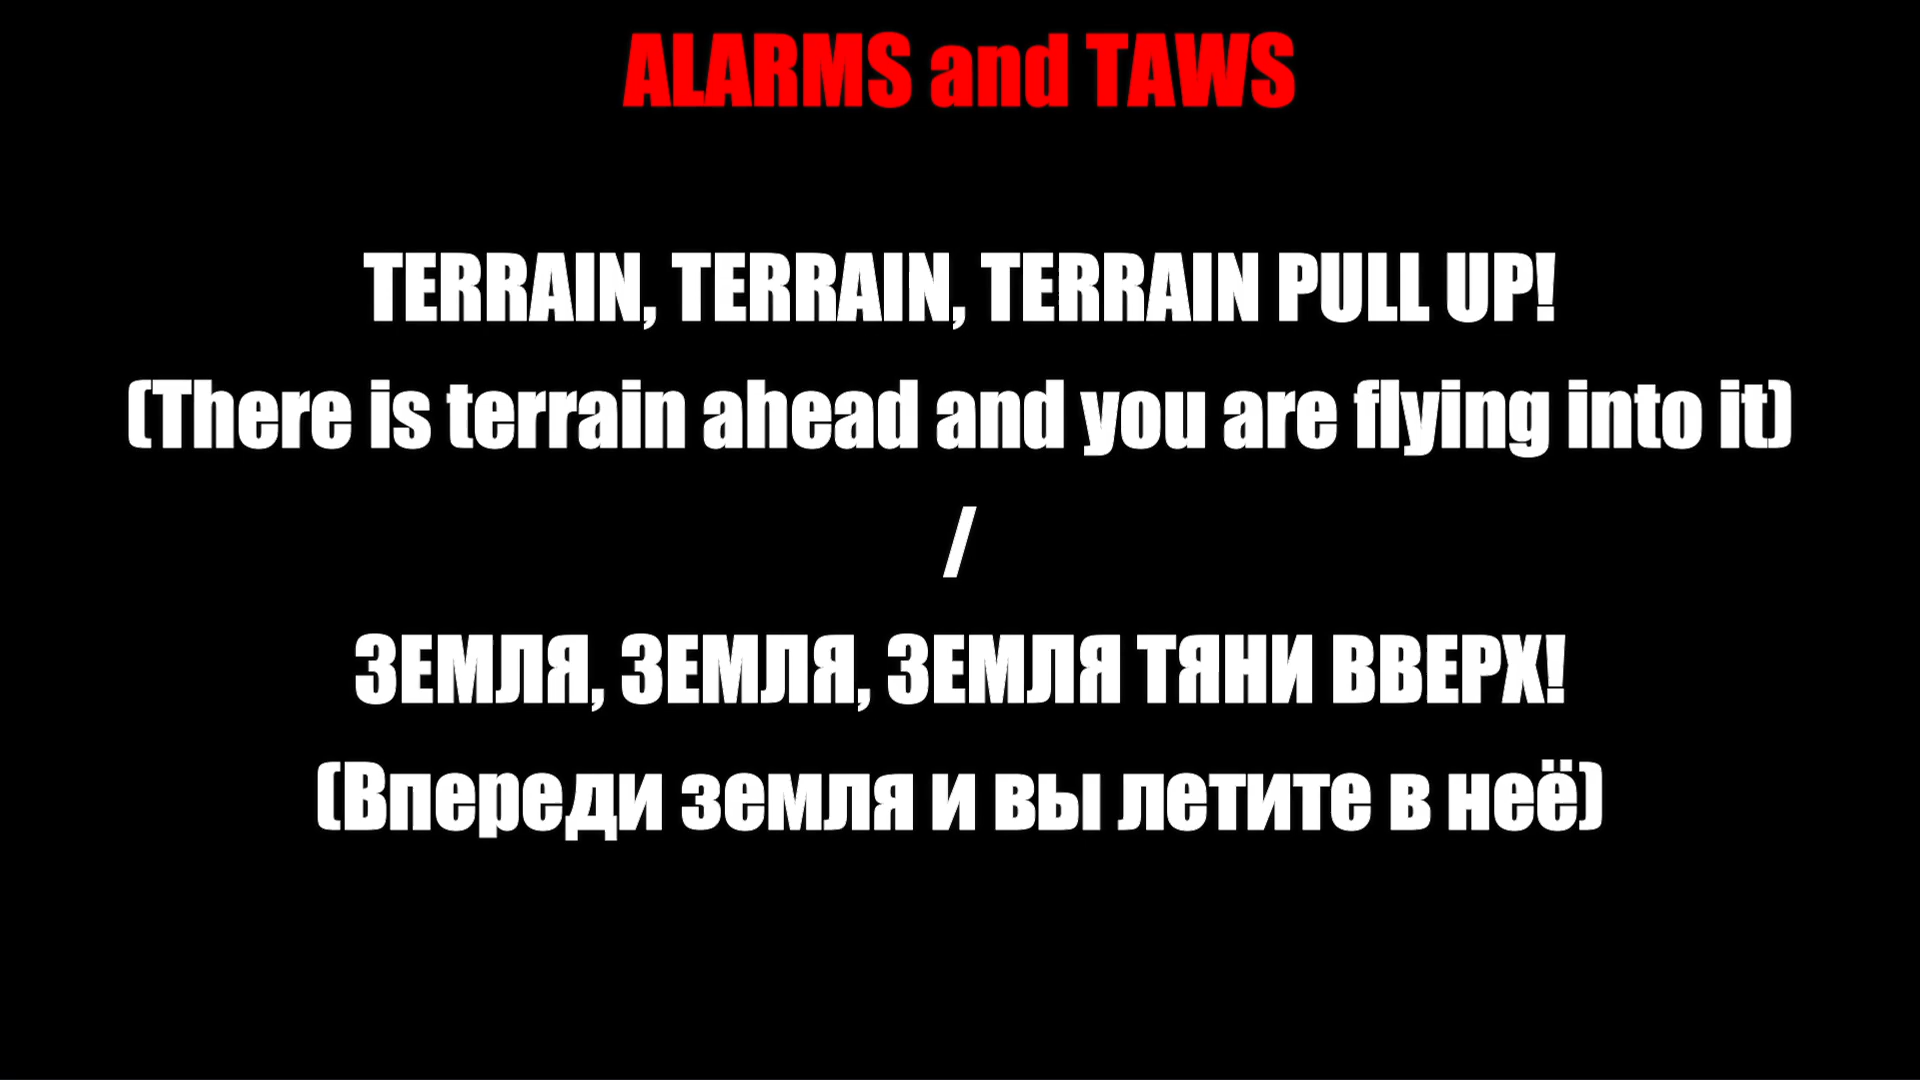 ALARMS and TAWS
TERRAIN, TERRAIN, TERRAIN PULL UP!
(There is terrain ahead and you are flying into it)
/
ЗЕМЛЯ, ЗЕМЛЯ, ЗЕМЛЯ ТЯНИ ВВЕРХ!
(Впереди земля и вы летите в неё)